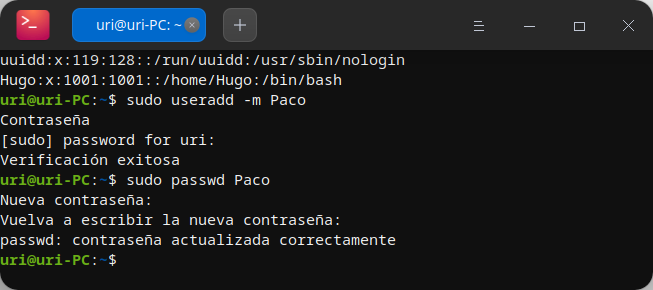 uri@uri-PC: ~
uuidd:x:119:128::/run/uuidd:/usr/sbin/nologin
Hugo:x:1001:1001::/home/Hugo:/bin/bash
uri@uri-PC:~$ sudo useradd -m Paco
Contraseña
[sudo] password for uri:
Verificación exitosa
uri@uri-PC:~$ sudo passwd Paco
Nueva contraseña:
Vuelva a escribir la nueva contraseña:
passwd: contraseña actualizada correctamente
uri@uri-PC:~$